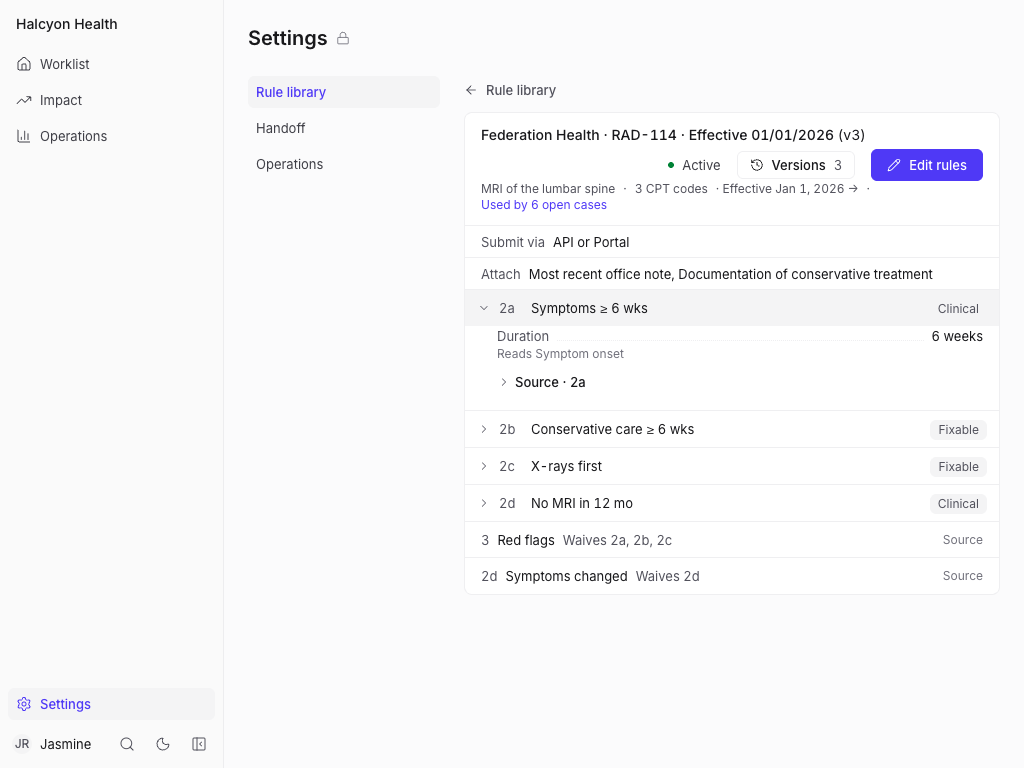 Halcyon Health
Worklist
Impact
Operations
Settings
JR Jasmine
Settings
Rule library
Handoff
Operations
Rule library
Federation Health · RAD-114 · Effective 01/01/2026 (v3)
Active
Versions 3
Edit rules
MRI of the lumbar spine · 3 CPT codes · Effective Jan 1, 2026 → ·
Used by 6 open cases
Submit via API or Portal
Attach Most recent office note, Documentation of conservative treatment
2a Symptoms ≥ 6 wks Clinical
Duration 6 weeks
Reads Symptom onset
Source · 2a
2b Conservative care ≥ 6 wks Fixable
2c X-rays first Fixable
2d No MRI in 12 mo Clinical
3 Red flags Waives 2a, 2b, 2c Source
2d Symptoms changed Waives 2d Source